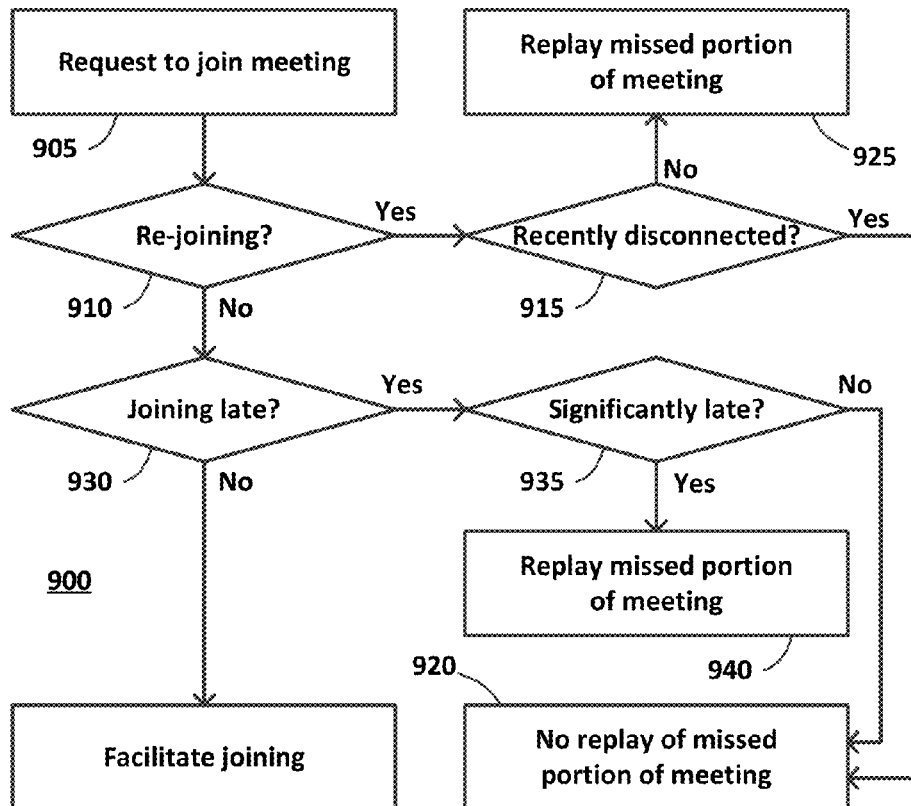 Request to join meeting
905
Replay missed portion
of meeting
925
No
Re-joining?
Yes
Recently disconnected?
Yes
910
No
915
Joining late?
Yes
Significantly late?
No
930
No
935
Yes
900
Replay missed portion
of meeting
940
920
Facilitate joining
No replay of missed
portion of meeting